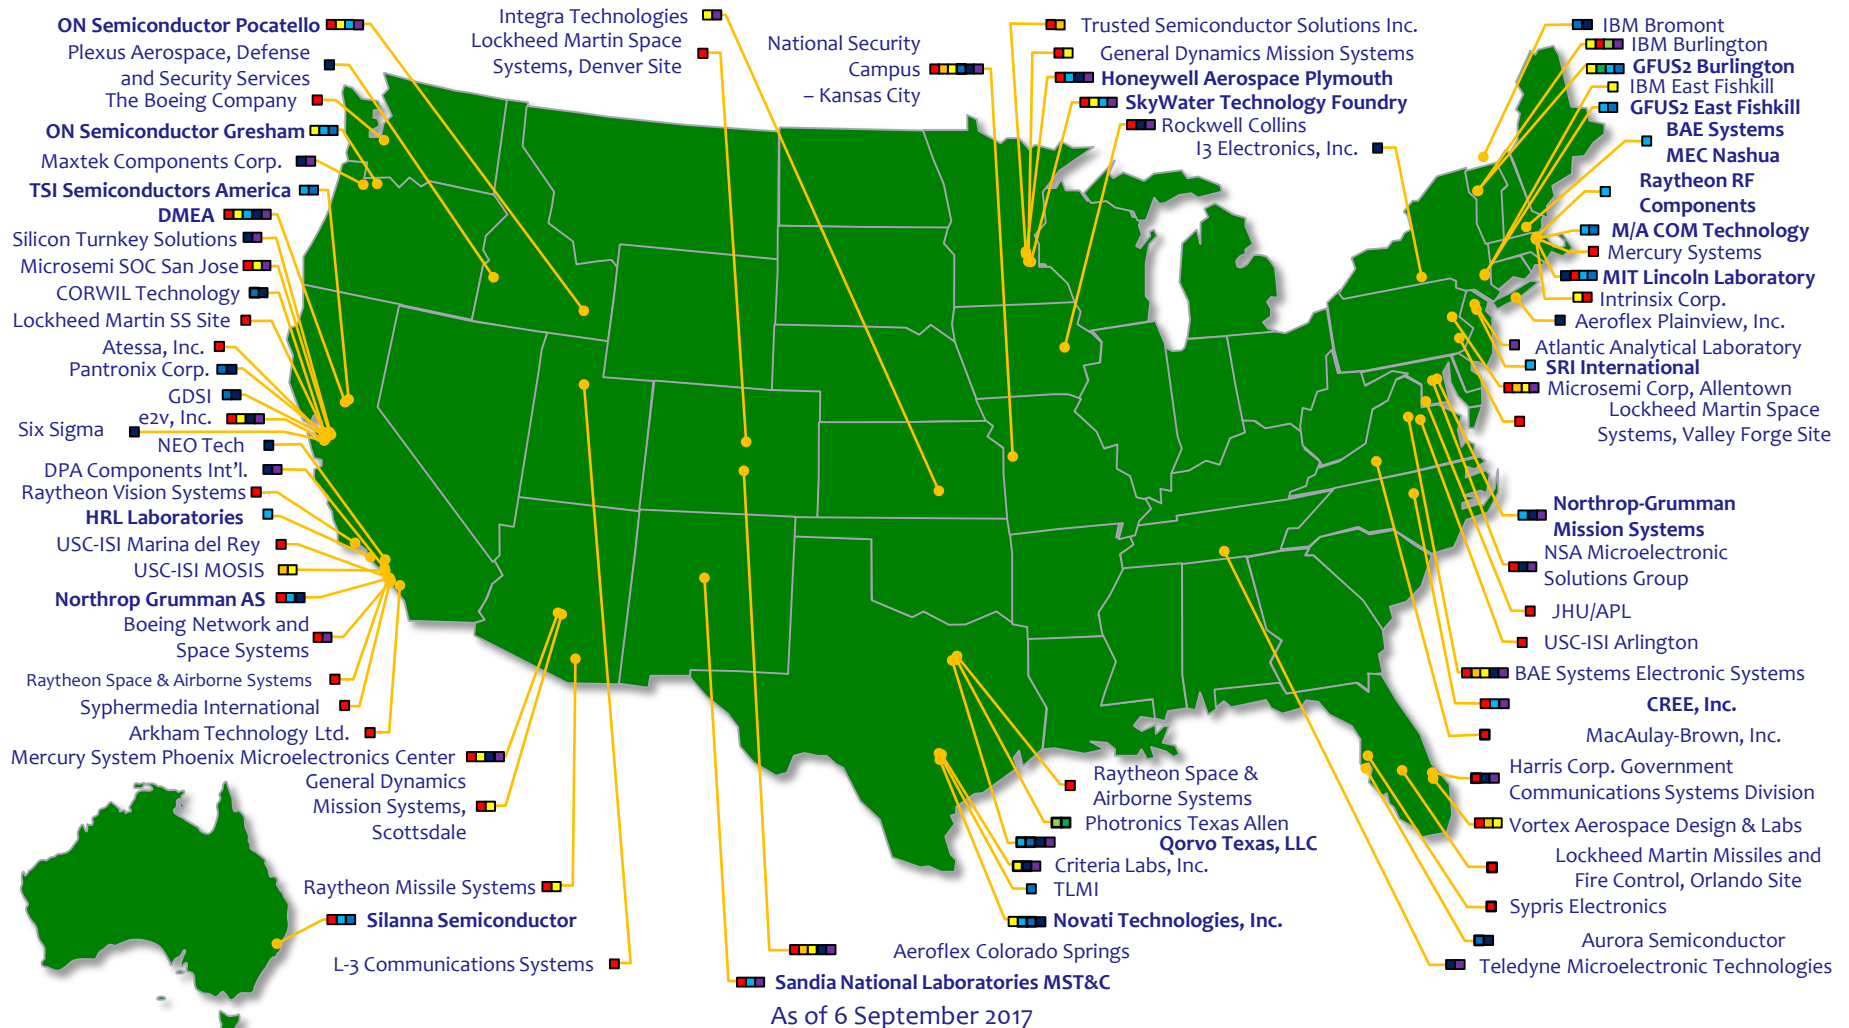 ON Semiconductor Pocatello
Plexus Aerospace, Defense
and Security Services
The Boeing Company
ON Semiconductor Gresham
Maxtek Components Corp.
TSI Semiconductors America
DMEA
Silicon Turnkey Solutions
Microsemi SOC San Jose
CORWIL Technology
Lockheed Martin SS Site
Atessa, Inc.
Pantronix Corp.
GDSI
e2v, Inc.
Six Sigma
NEO Tech
DPA Components Int'l.
Raytheon Vision Systems
HRL Laboratories
USC-ISI Marina del Rey
USC-ISI MOSIS
Northrop Grumman AS
Boeing Network and
Space Systems
Raytheon Space & Airborne Systems
Syphermedia International
Arkham Technology Ltd.
Mercury System Phoenix Microelectronics Center
General Dynamics
Mission Systems,
Scottsdale
Raytheon Missile Systems
Silanna Semiconductor
L-3 Communications Systems
Integra Technologies
Lockheed Martin Space
Systems, Denver Site
National Security
Campus
– Kansas City
Trusted Semiconductor Solutions Inc.
General Dynamics Mission Systems
Honeywell Aerospace Plymouth
SkyWater Technology Foundry
Rockwell Collins
I3 Electronics, Inc.
IBM Bromont
IBM Burlington
GFUS2 Burlington
IBM East Fishkill
GFUS2 East Fishkill
BAE Systems
MEC Nashua
Raytheon RF
Components
M/A COM Technology
Mercury Systems
MIT Lincoln Laboratory
Intrinsix Corp.
Aeroflex Plainview, Inc.
Atlantic Analytical Laboratory
SRI International
Microsemi Corp, Allentown
Lockheed Martin Space
Systems, Valley Forge Site
Northrop-Grumman
Mission Systems
NSA Microelectronic
Solutions Group
JHU/APL
USC-ISI Arlington
BAE Systems Electronic Systems
CREE, Inc.
MacAulay-Brown, Inc.
Harris Corp. Government
Communications Systems Division
Vortex Aerospace Design & Labs
Lockheed Martin Missiles and
Fire Control, Orlando Site
Sypris Electronics
Aurora Semiconductor
Teledyne Microelectronic Technologies
Raytheon Space &
Airborne Systems
Photronics Texas Allen
Qorvo Texas, LLC
Criteria Labs, Inc.
TLMI
Novati Technologies, Inc.
Aeroflex Colorado Springs
Sandia National Laboratories MST&C
As of 6 September 2017